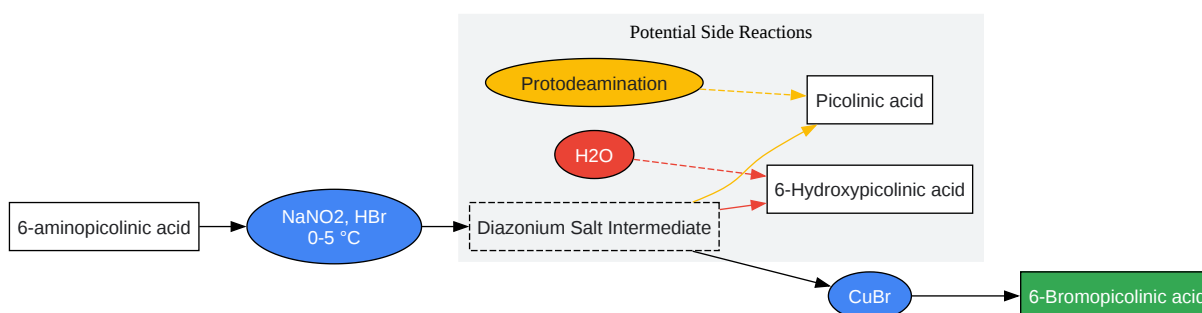 Potential Side Reactions
Protodeamination
Picolinic acid
H2O
6-Hydroxypicolinic acid
6-aminopicolinic acid
NaNO2, HBr
0-5 °C
Diazonium Salt Intermediate
CuBr
6-Bromopicolinic acid